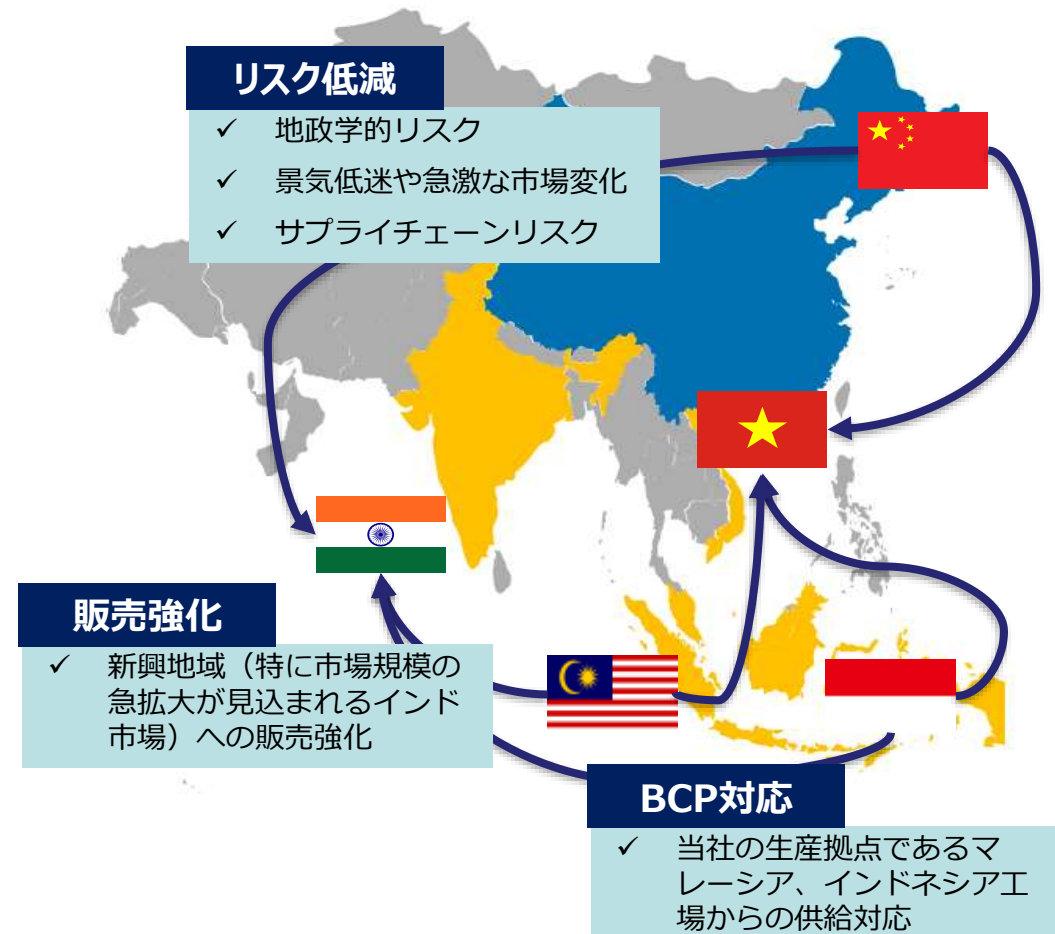 リスク低減
✓ 地政学的リスク
✓ 景気低迷や急激な市場変化
✓ サプライチェーンリスク
販売強化
✓ 新興地域（特に市場規模の
急拡大が見込まれるインド
市場）への販売強化
BCP対応
✓ 当社の生産拠点であるマ
レーシア、インドネシア工
場からの供給対応